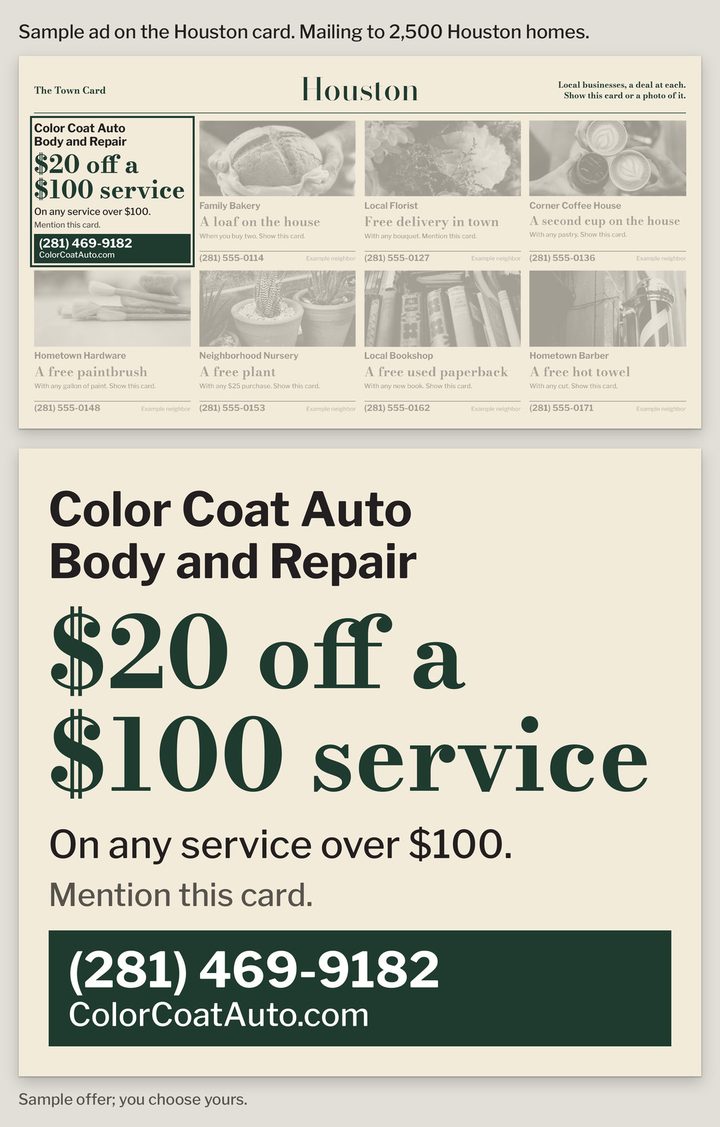 Sample ad on the Houston card. Mailing to 2,500 Houston homes.
The Town Card
Houston
Local businesses, a deal at each.
Show this card or a photo of it.
Color Coat Auto
Body and Repair
$20 off a
$100 service
On any service over $100.
Mention this card.
(281) 469-9182
ColorCoatAuto.com
Family Bakery
A loaf on the house
When you buy two. Show this card.
(281) 555-0114
Example neighbor
Local Florist
Free delivery in town
With any bouquet. Mention this card.
(281) 555-0127
Example neighbor
Corner Coffee House
A second cup on the house
With any pastry. Show this card.
(281) 555-0136
Example neighbor
Hometown Hardware
A free paintbrush
With any gallon of paint. Show this card.
(281) 555-0148
Example neighbor
Neighborhood Nursery
A free plant
With any $25 purchase. Show this card.
(281) 555-0153
Example neighbor
Local Bookshop
A free used paperback
With any new book. Show this card.
(281) 555-0162
Example neighbor
Hometown Barber
A free hot towel
With any cut. Show this card.
(281) 555-0171
Example neighbor
Color Coat Auto
Body and Repair
$20 off a
$100 service
On any service over $100.
Mention this card.
(281) 469-9182
ColorCoatAuto.com
Sample offer; you choose yours.